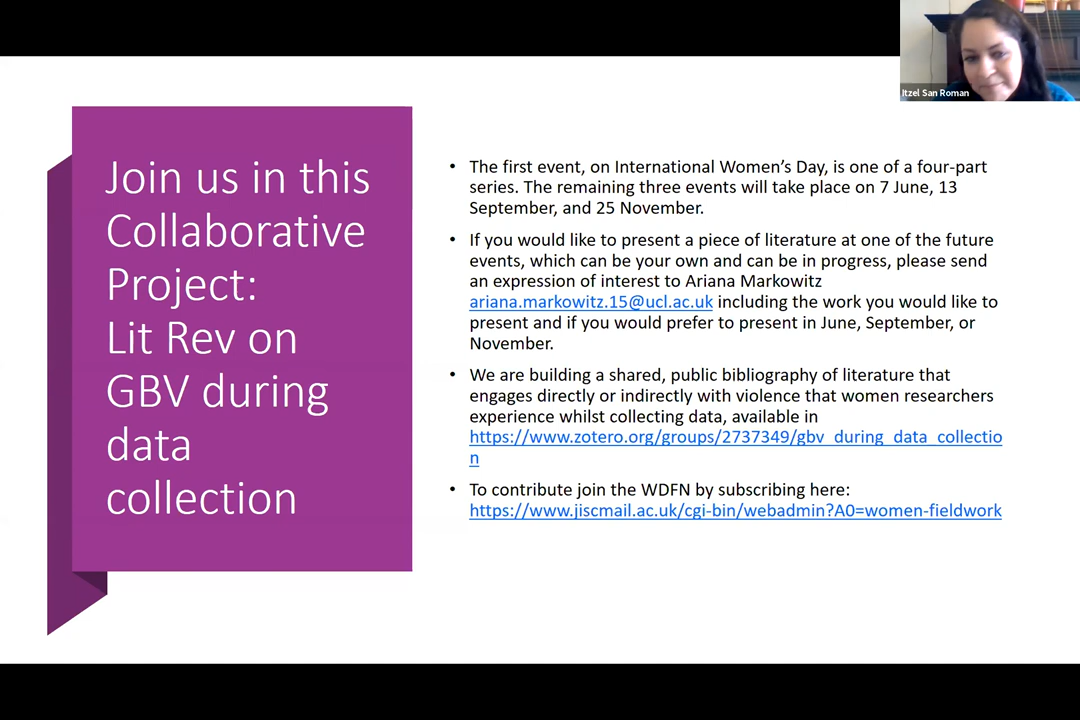 Itzel San Roman
Join us in this
Collaborative
Project:
Lit Rev on
GBV during
data
collection
• The first event, on International Women's Day, is one of a four-part
series. The remaining three events will take place on 7 June, 13
September, and 25 November.
• If you would like to present a piece of literature at one of the future
events, which can be your own and can be in progress, please send
an expression of interest to Ariana Markowitz
ariana.markowitz.15@ucl.ac.uk including the work you would like to
present and if you would prefer to present in June, September, or
November.
• We are building a shared, public bibliography of literature that
engages directly or indirectly with violence that women researchers
experience whilst collecting data, available in
https://www.zotero.org/groups/2737349/gbv_during_data_collectio
n
• To contribute join the WDFN by subscribing here:
https://www.jiscmail.ac.uk/cgi-bin/webadmin?A0=women-fieldwork